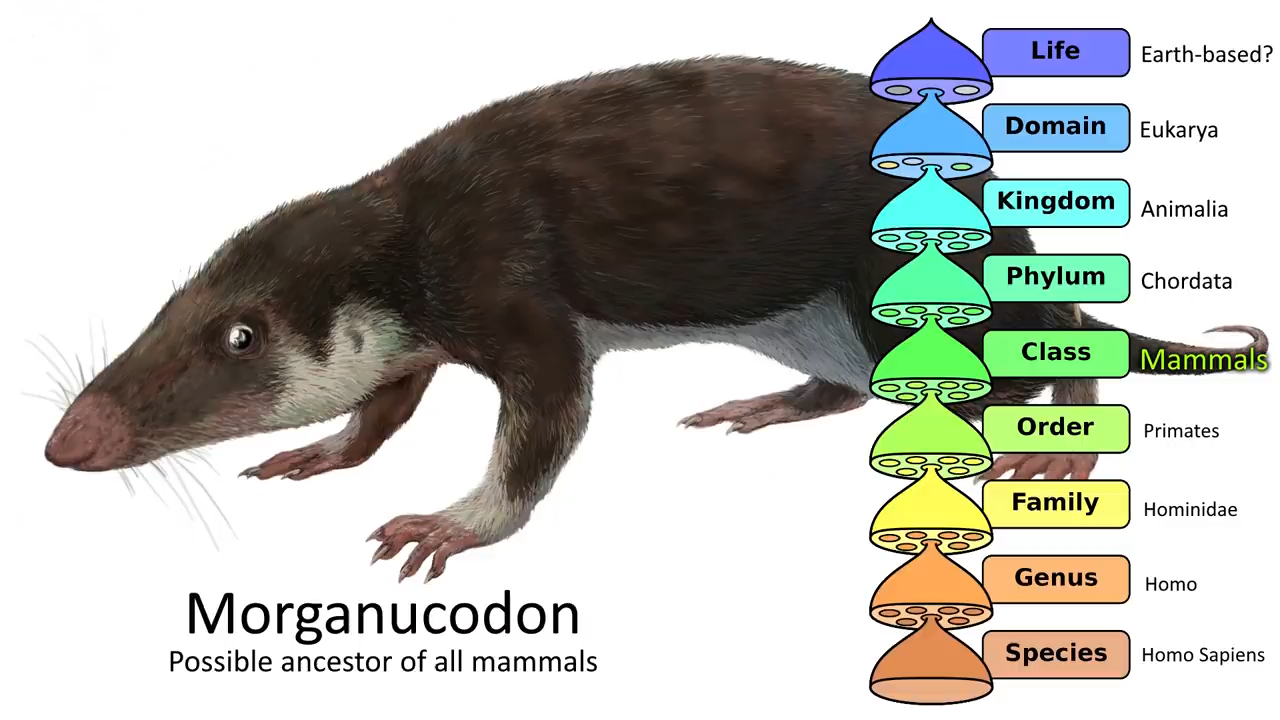 Life Earth-based?
Domain Eukarya
Kingdom Animalia
Phylum Chordata
Class Mammals
Order Primates
Family Hominidae
Genus Homo
Species Homo Sapiens
Morganucodon
Possible ancestor of all mammals